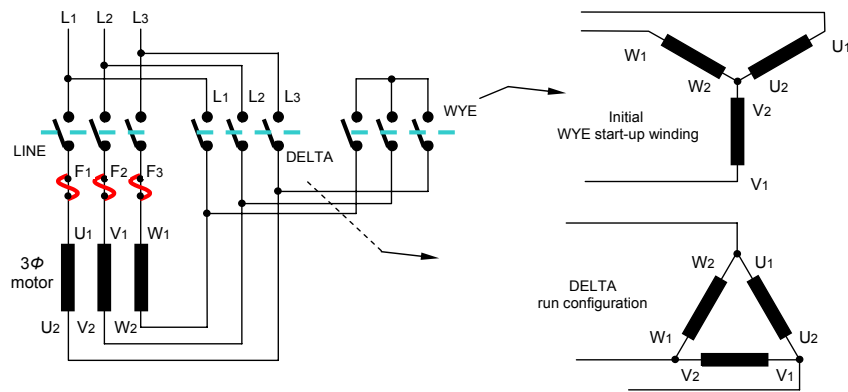 L1 L2 L3
L1 L2 L3
WYE
LINE
DELTA
F1 F2 F3
U1 V1 W1
3Φ
motor
U2 V2 W2
W1 U1
W2 U2
V2
Initial
WYE start-up winding
V1
W2 U1
DELTA
run configuration
W1 U2
V2 V1